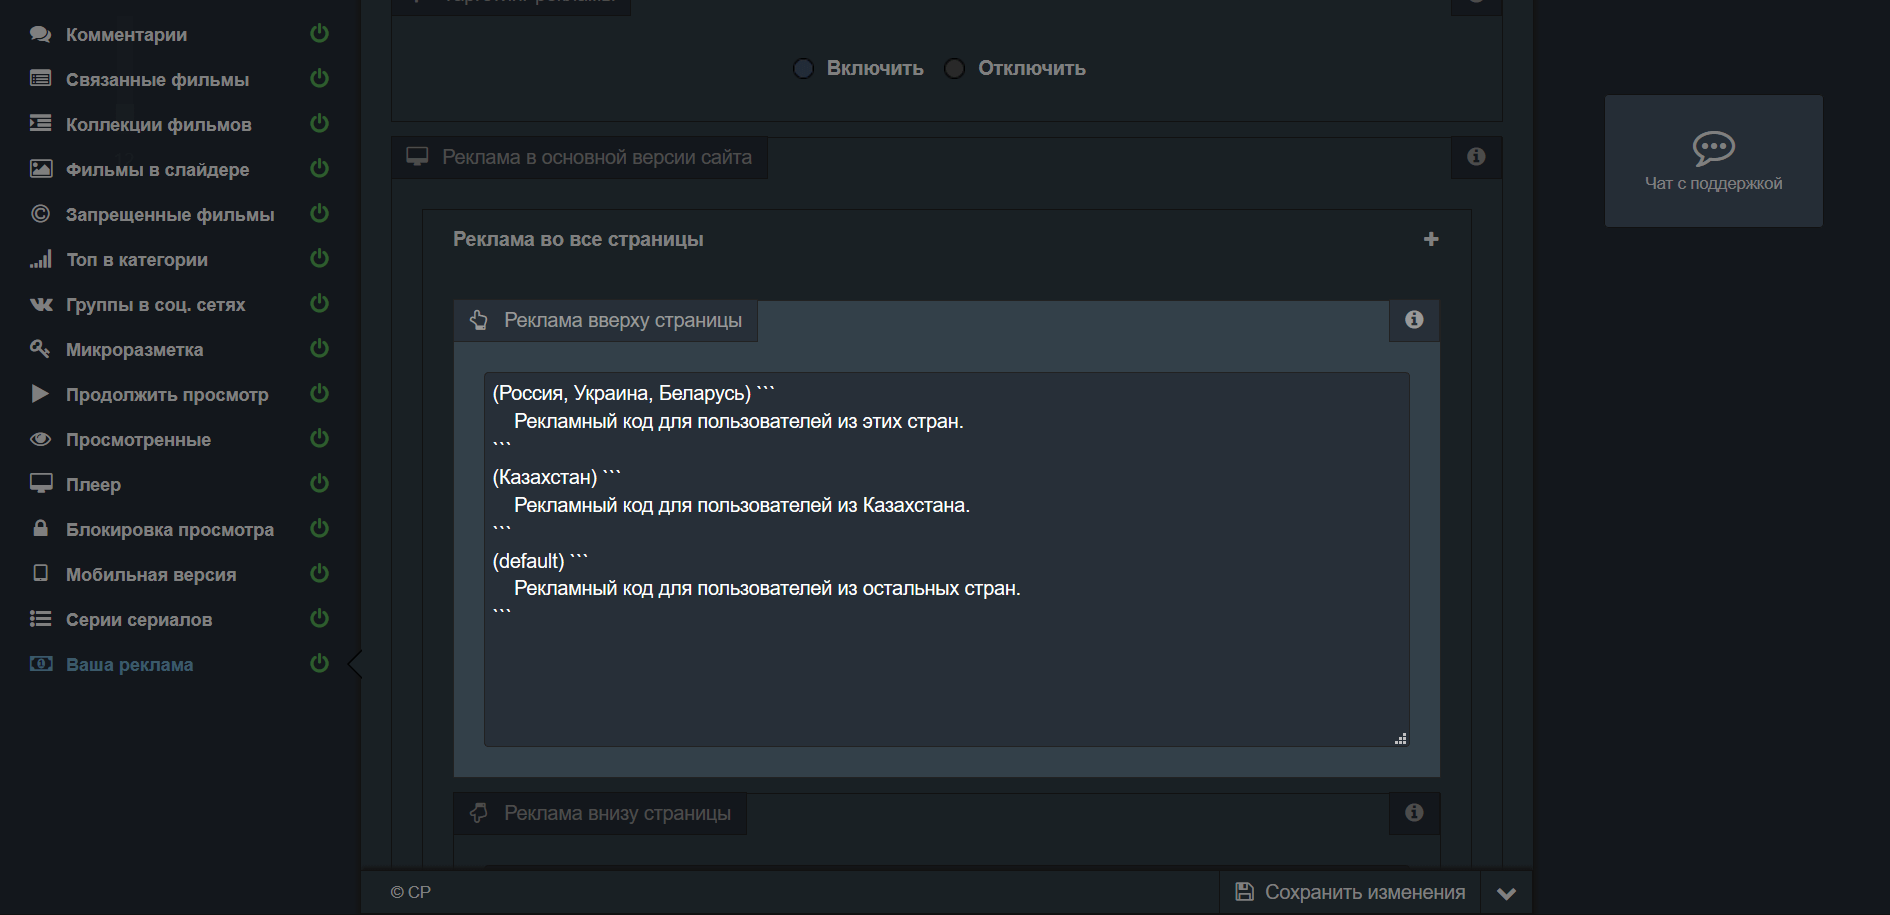 Комментарии
Связанные фильмы
Коллекции фильмов
Фильмы в слайдере
Запрещенные фильмы
Топ в категории
Группы в соц. сетях
Микроразметка
Продолжить просмотр
Просмотренные
Плеер
Блокировка просмотра
Мобильная версия
Серии сериалов
Ваша реклама
Включить Отключить
Реклама в основной версии сайта
Реклама во все страницы
Реклама вверху страницы
(Россия, Украина, Беларусь) ```
Рекламный код для пользователей из этих стран.
```
(Казахстан) ```
Рекламный код для пользователей из Казахстана.
```
(default) ```
Рекламный код для пользователей из остальных стран.
```
Реклама внизу страницы
© CP
Сохранить изменения
Чат с поддержкой